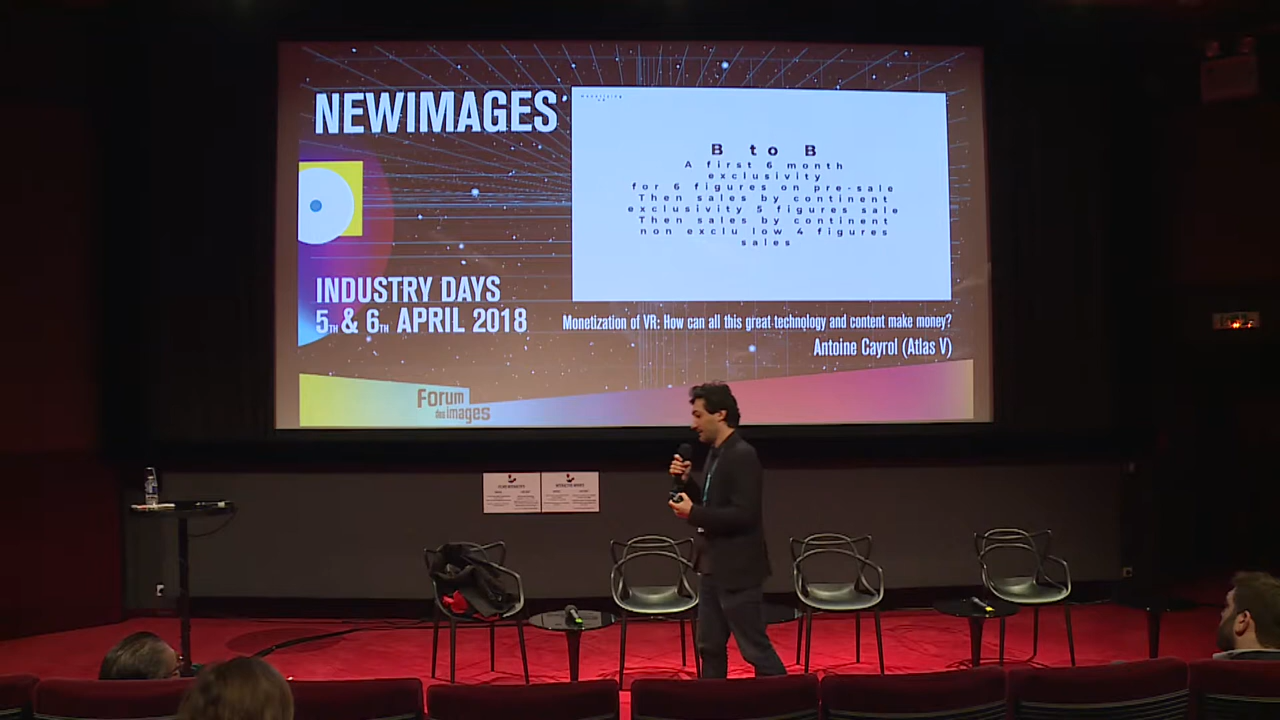 NEWIMAGES
monetizing
VR
B to B
A first 6 month
exclusivity
for 6 figures on pre-sale
Then sales by continent
exclusivity 5 figures sale
Then sales by continent
non exclu low 4 figures
sales
INDUSTRY DAYS
5TH & 6TH APRIL 2018
Monetization of VR: How can all this great technology and content make money?
Antoine Cayrol (Atlas V)
Forum
des images